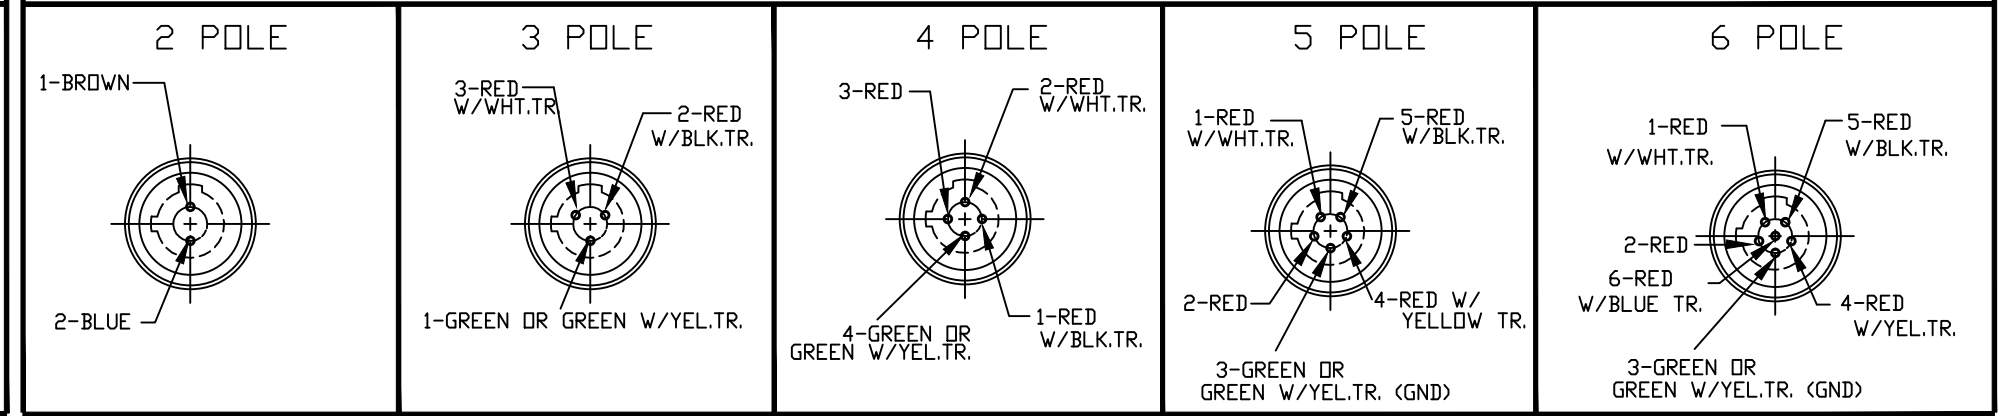 2 POLE
1-BROWN
2-BLUE
3 POLE
3-RED
W/WHT.TR
2-RED
W/BLK.TR.
1-GREEN OR GREEN W/YEL.TR.
4 POLE
3-RED
2-RED
W/WHT.TR.
4-GREEN OR
GREEN W/YEL.TR.
1-RED
W/BLK.TR.
5 POLE
1-RED
W/WHT.TR.
5-RED
W/BLK.TR.
2-RED
4-RED W/
YELLOW TR.
3-GREEN OR
GREEN W/YEL.TR. (GND)
6 POLE
1-RED
W/WHT.TR.
5-RED
W/BLK.TR.
2-RED
6-RED
W/BLUE TR.
4-RED
W/YEL.TR.
3-GREEN OR
GREEN W/YEL.TR. (GND)